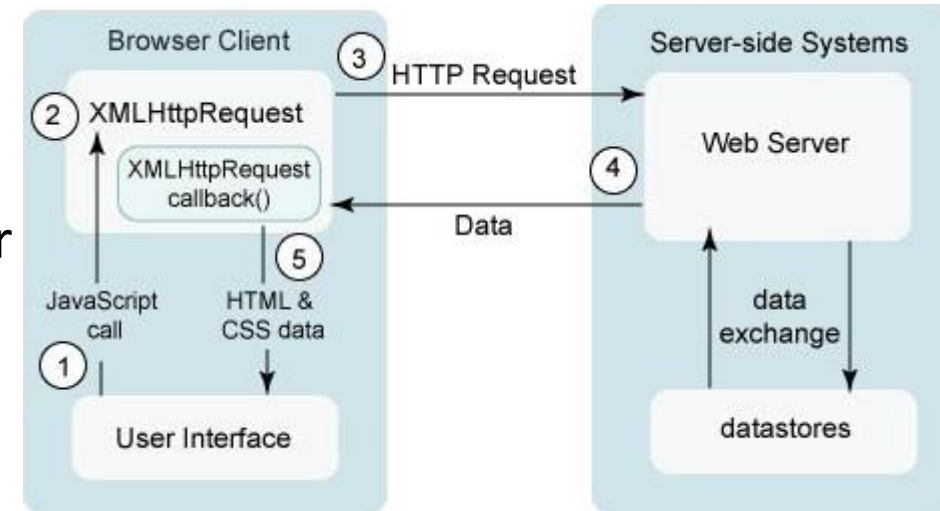 Browser Client
3
HTTP Request
Server-side Systems
2
XMLHttpRequest
XMLHttpRequest
callback()
Web Server
4
Data
r
5
JavaScript
call
HTML &
CSS data
data
exchange
1
User Interface
datastores